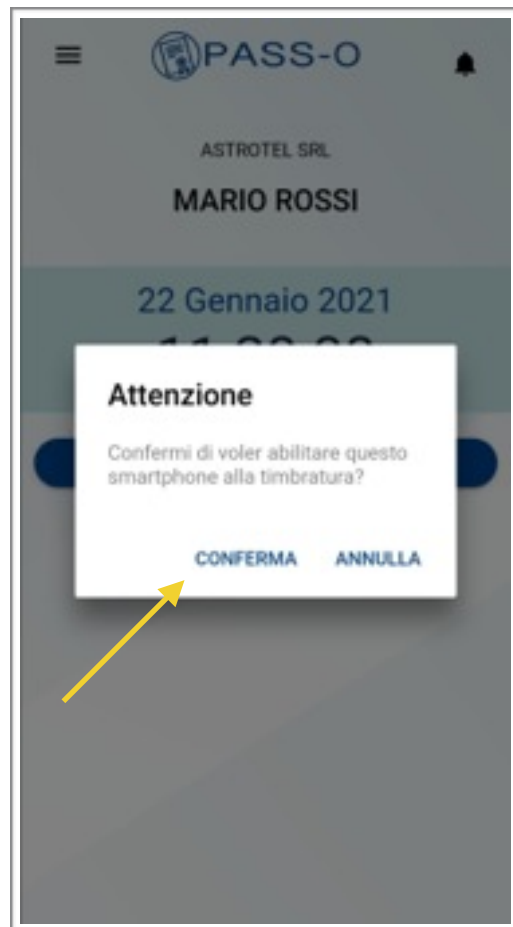 PASS-O
ASTROTEL SRL
MARIO ROSSI
22 Gennaio 2021
Attenzione
Confermi di voler abilitare questo
smartphone alla timbratura?
CONFERMA ANNULLA